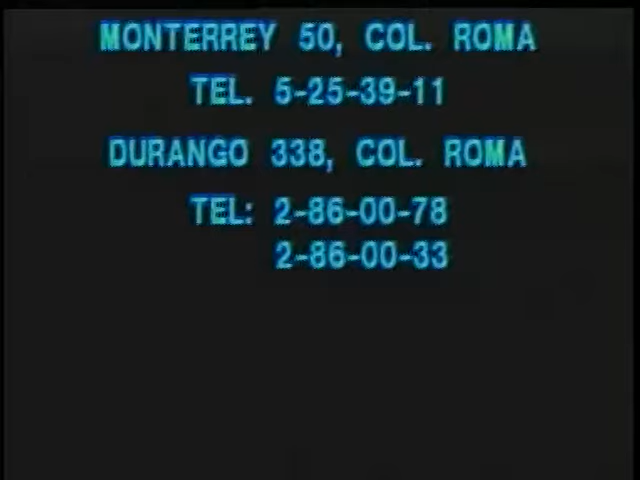 MONTERREY 50, COL. ROMA
TEL. 5-25-39-11
DURANGO 338, COL. ROMA
TEL: 2-86-00-78
2-86-00-33